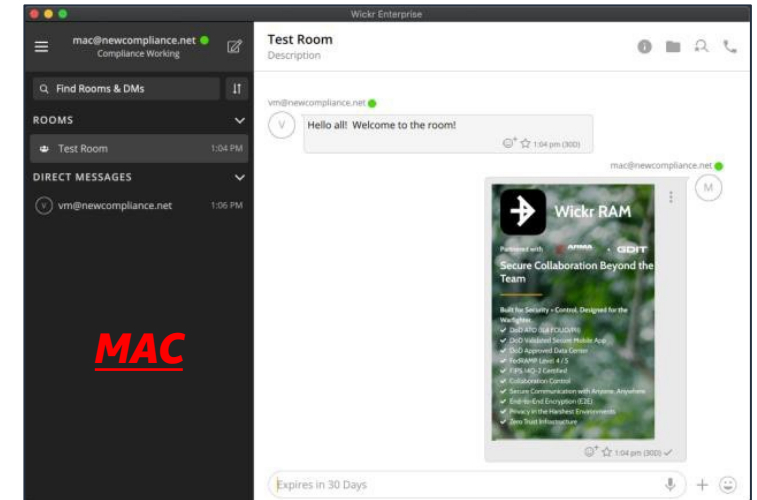 Wickr Enterprise
mac@newcompliance.net
Compliance Working
Find Rooms & DMs
ROOMS
Test Room 1:04 PM
DIRECT MESSAGES
V vm@newcompliance.net 1:06 PM
MAC
Test Room
Description
vm@newcompliance.net
V
Hello all! Welcome to the room!
1:04 pm (30D)
mac@newcompliance.net
M
Wickr RAM
Partnered with ARMA + GDIT
Secure Collaboration Beyond the
Team
Built for Security + Control, Designed for the
Warfighter.
DoD Validated Secure Mobile App
DoD Approved Data Center
FedRAMP Level 4 / 5
FIPS 140-2 Certified
Collaboration Control
Secure Communication with Anyone, Anywhere
End-to-End Encryption (E2E)
Privacy in the Harshest Environments
Zero Trust Infrastructure
1:04 pm (30D)
Expires in 30 Days